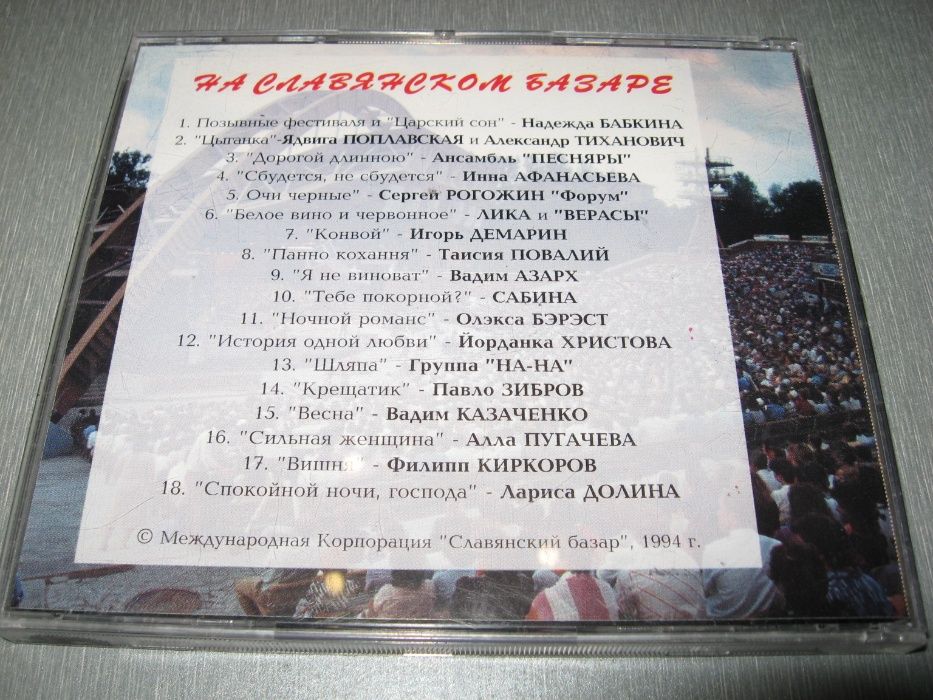 НА СЛАВЯНСКОМ БАЗАРЕ
1. Позывные фестиваля и "Царский сон" - Надежда БАБКИНА
2. "Цыганка"-Ядвига ПОПЛАВСКАЯ и Александр ТИХАНОВИЧ
3. "Дорогой длинною" - Ансамбль "ПЕСНЯРЫ"
4. "Сбудется, не сбудется" - Инна АФАНАСЬЕВА
5. Очи черные" - Сергей РОГОЖИН "Форум"
6. "Белое вино и червонное" - ЛИКА и "ВЕРАСЫ"
7. "Конвой" - Игорь ДЕМАРИН
8. "Панно кохання" - Таисия ПОВАЛИЙ
9. "Я не виноват" - Вадим АЗАРХ
10. "Тебе покорной?" - САБИНА
11. "Ночной романс" - Олэкса БЭРЭСТ
12. "История одной любви" - Йорданка ХРИСТОВА
13. "Шляпа" - Группа "НА-НА"
14. "Крещатик" - Павло ЗИБРОВ
15. "Весна" - Вадим КАЗАЧЕНКО
16. "Сильная женщина" - Алла ПУГАЧЕВА
17. "Вишня" - Филипп КИРКОРОВ
18. "Спокойной ночи, господа" - Лариса ДОЛИНА
© Международная Корпорация "Славянский базар", 1994 г.